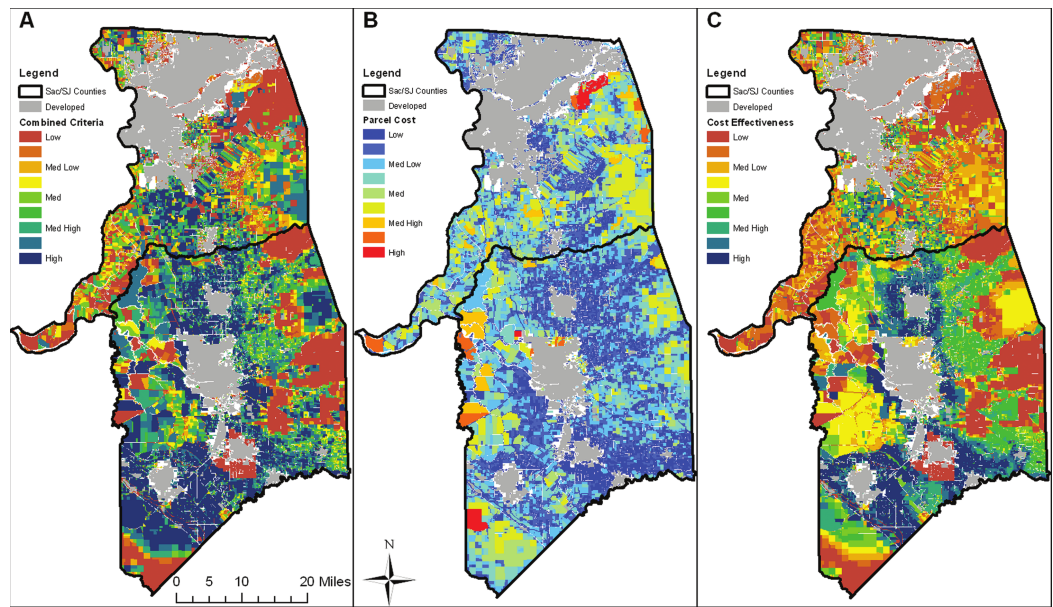 A
Legend
Sac/SJ Counties
Developed
Combined Criteria
Low
Med Low
Med
Med High
High
0 5 10 20 Miles
B
Legend
Sac/SJ Counties
Developed
Parcel Cost
Low
Med Low
Med
Med High
High
N
C
Legend
Sac/SJ Counties
Developed
Cost Effectiveness
Low
Med Low
Med
Med High
High